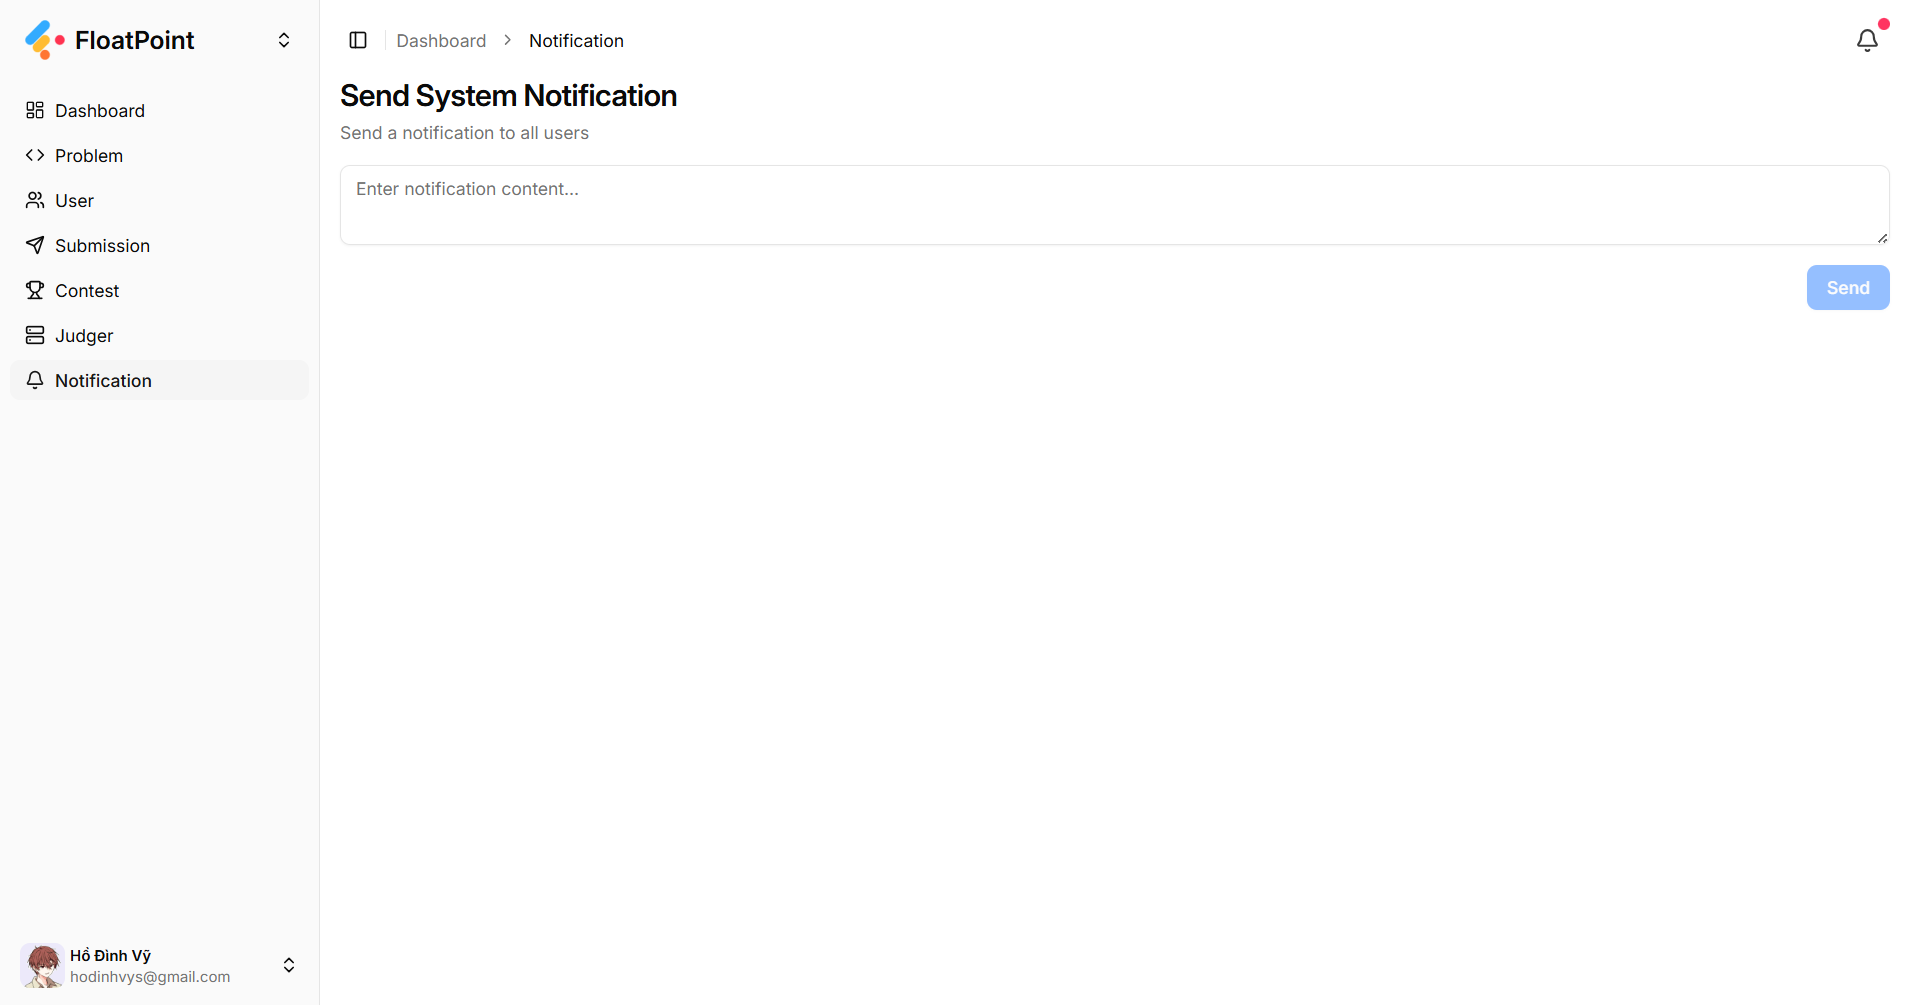 FloatPoint
Dashboard
Problem
User
Submission
Contest
Judger
Notification
Hồ Đình Vỹ
hodinhvys@gmail.com
Dashboard
Notification
Send System Notification
Send a notification to all users
Enter notification content...
Send